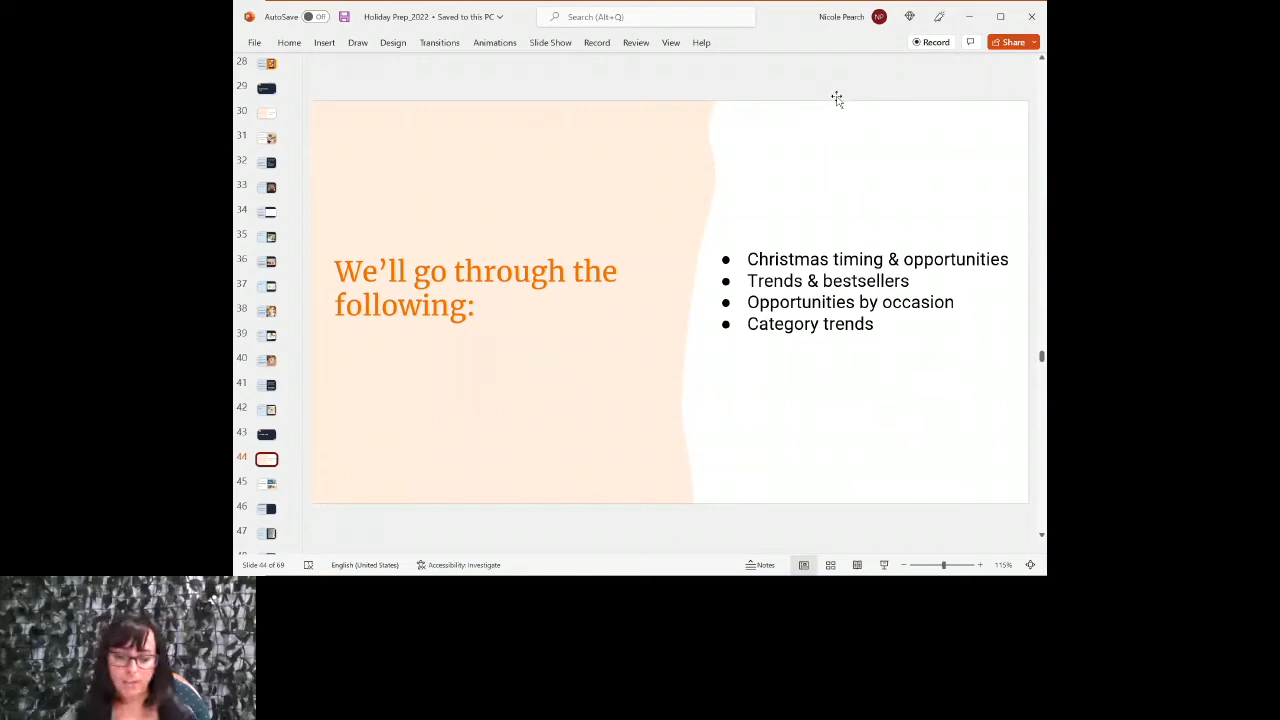 AutoSave Off Holiday Prep_2022 • Saved to this PC Search (Alt+Q) Nicole Pearch NP
File Home Insert Draw Design Transitions Animations Slide Show Record Review View Help Record Share
28
29
30
31
32
33
34
35
36
37
38
39
40
41
42
43
44
45
46
47
We'll go through the
following:
● Christmas timing & opportunities
● Trends & bestsellers
● Opportunities by occasion
● Category trends
Slide 44 of 69 English (United States) Accessibility: Investigate Notes 115%